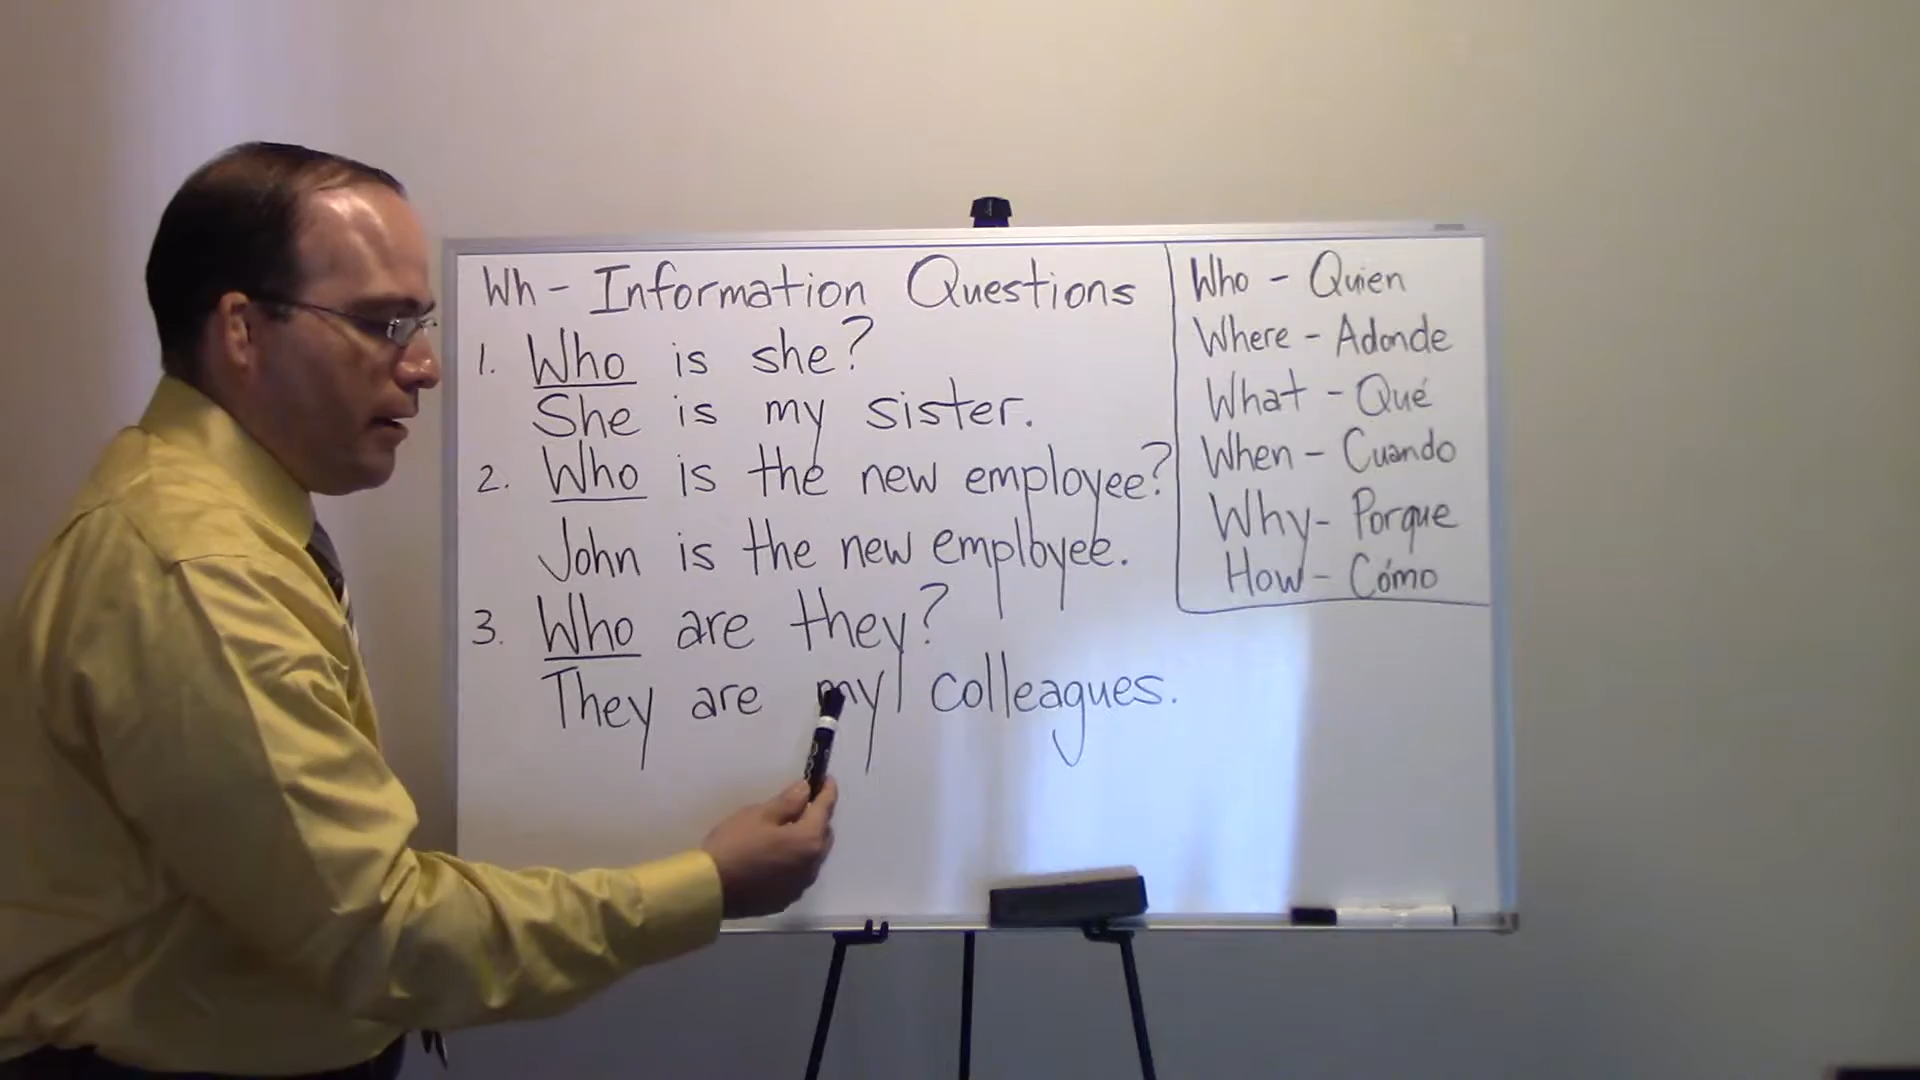 Wh - Information Questions
1. Who is she?
She is my sister.
2. Who is the new employee?
John is the new employee.
3. Who are they?
They are my colleagues.
Who - Quien
Where - Adonde
What - Qué
When - Cuando
Why - Porque
How - Cómo